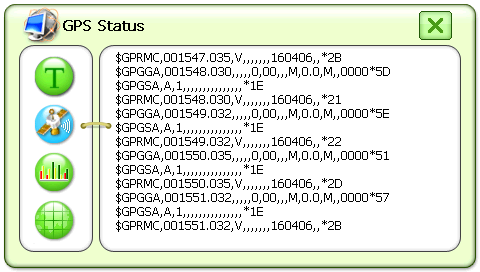 GPS Status
T
$GPRMC,001547.035,V,,,,,,,160406,,*2B
$GPGGA,001548.030,,,,,0,00,,,M,0.0,M,,0000*5D
$GPGSA,A,1,,,,,,,,,,,,,,,*1E
$GPRMC,001548.030,V,,,,,,,160406,,*21
$GPGGA,001549.032,,,,,0,00,,,M,0.0,M,,0000*5E
$GPGSA,A,1,,,,,,,,,,,,,,,*1E
$GPRMC,001549.032,V,,,,,,,160406,,*22
$GPGGA,001550.035,,,,,0,00,,,M,0.0,M,,0000*51
$GPGSA,A,1,,,,,,,,,,,,,,,*1E
$GPRMC,001550.035,V,,,,,,,160406,,*2D
$GPGGA,001551.032,,,,,0,00,,,M,0.0,M,,0000*57
$GPGSA,A,1,,,,,,,,,,,,,,,*1E
$GPRMC,001551.032,V,,,,,,,160406,,*2B